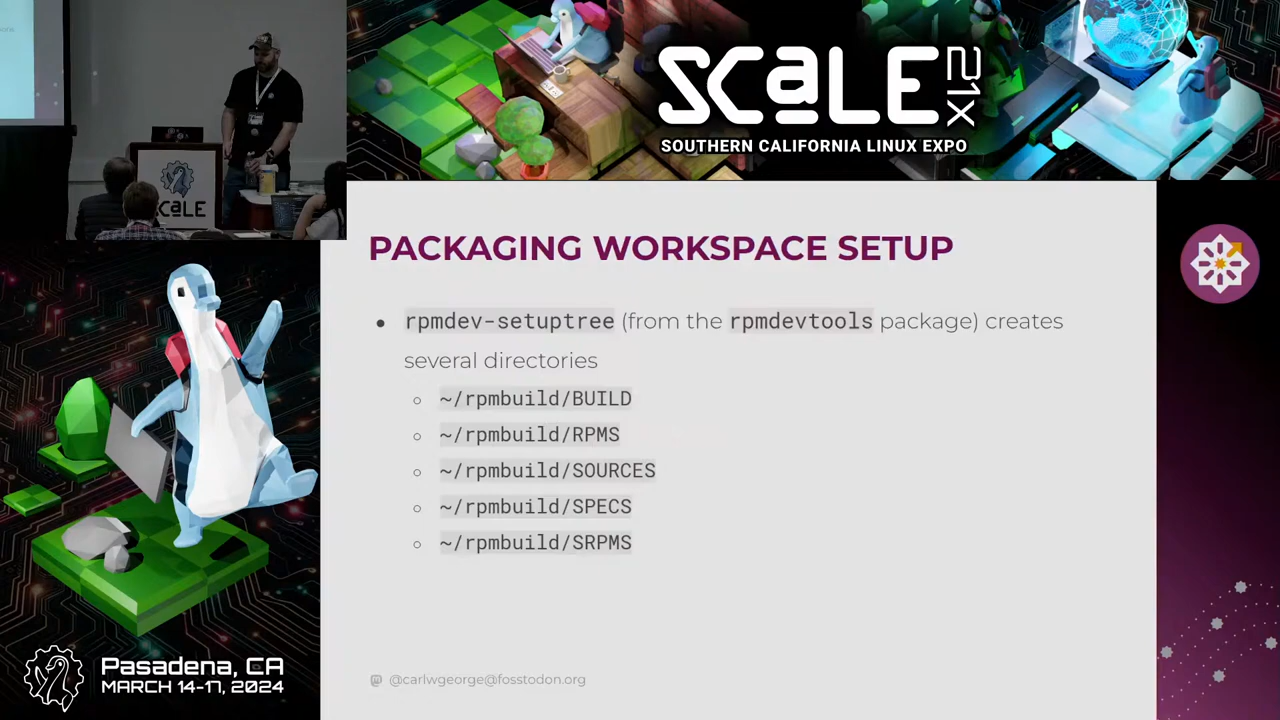 SCaLE 21X
SOUTHERN CALIFORNIA LINUX EXPO
SCaLE
PACKAGING WORKSPACE SETUP
● rpmdev-setuptree (from the rpmdevtools package) creates
several directories
○ ~/rpmbuild/BUILD
○ ~/rpmbuild/RPMS
○ ~/rpmbuild/SOURCES
○ ~/rpmbuild/SPECS
○ ~/rpmbuild/SRPMS
@carlwgeorge@fosstodon.org
Pasadena, CA
MARCH 14-17, 2024